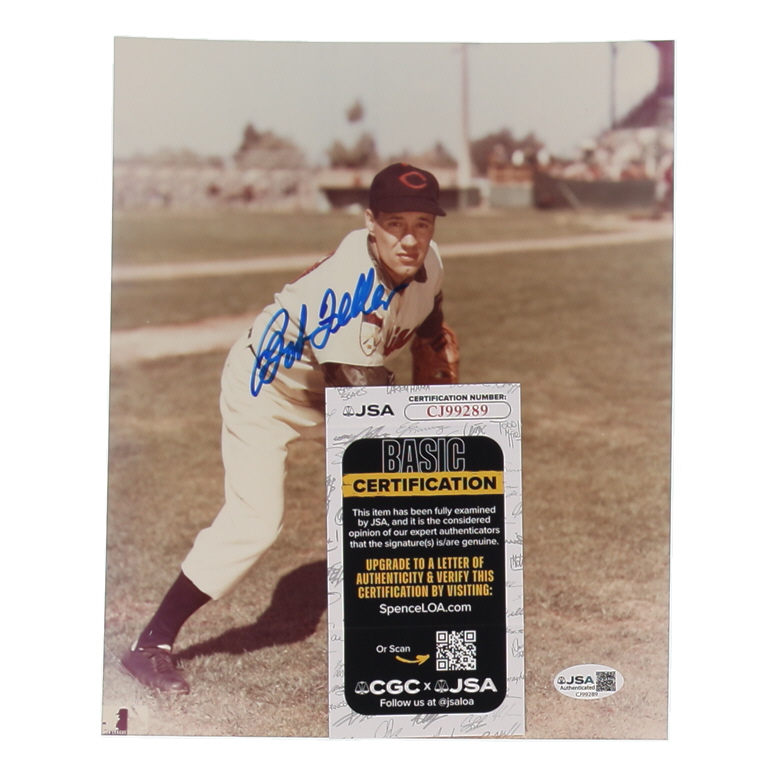 Bob Feller
JSA
CERTIFICATION NUMBER:
CJ99289
BASIC
CERTIFICATION
This item has been fully examined
by JSA, and it is the considered
opinion of our expert authenticators
that the signature(s) is/are genuine.
UPGRADE TO A LETTER OF
AUTHENTICITY & VERIFY THIS
CERTIFICATION BY VISITING:
SpenceLOA.com
Or Scan
CGC x JSA
Follow us at @jsaloa
JSA
Authenticated
CJ99289